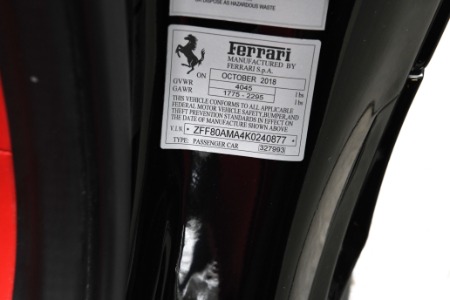 OR DISPOSE AS HAZARDOUS WASTE
Ferrari
MANUFACTURED BY
FERRARI S.p.A.
ON OCTOBER 2018
GVWR 4045 lbs
GAWR 1775 - 2295 lbs
THIS VEHICLE CONFORMS TO ALL APPLICABLE
FEDERAL MOTOR VEHICLE SAFETY, BUMPER, AND
THEFT PREVENTION STANDARDS IN EFFECT ON
THE DATE OF MANUFACTURE SHOWN ABOVE
V.I.N. ZFF80AMA4K0240877
TYPE: PASSENGER CAR 327993